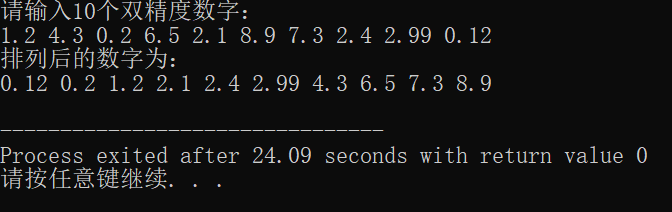 请输入10个双精度数字:
1.2 4.3 0.2 6.5 2.1 8.9 7.3 2.4 2.99 0.12
排列后的数字为:
0.12 0.2 1.2 2.1 2.4 2.99 4.3 6.5 7.3 8.9
--------------------------------
Process exited after 24.09 seconds with return value 0
请按任意键继续. . .